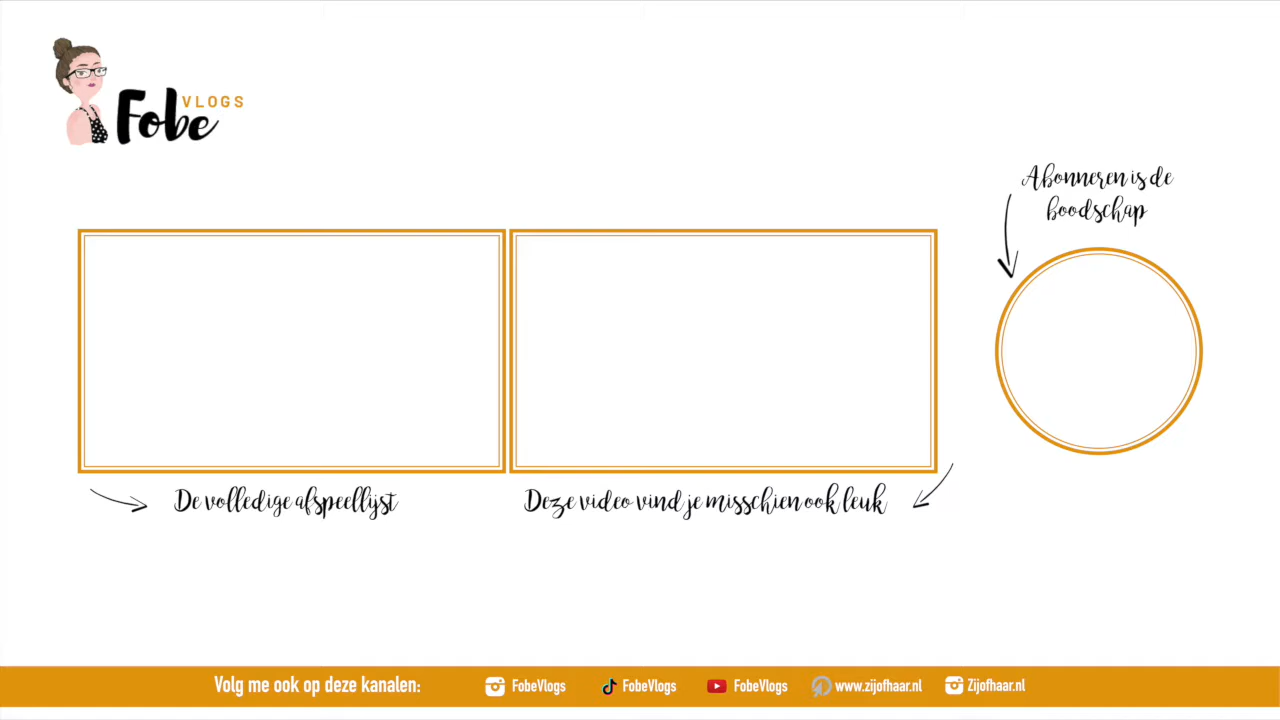 VLOGS
Fobe
Abonneren is de
boodschap
De volledige afspeellijst
Deze video vind je misschien ook leuk
Volg me ook op deze kanalen:
FobeVlogs
FobeVlogs
FobeVlogs
www.zijofhaar.nl
Zijofhaar.nl